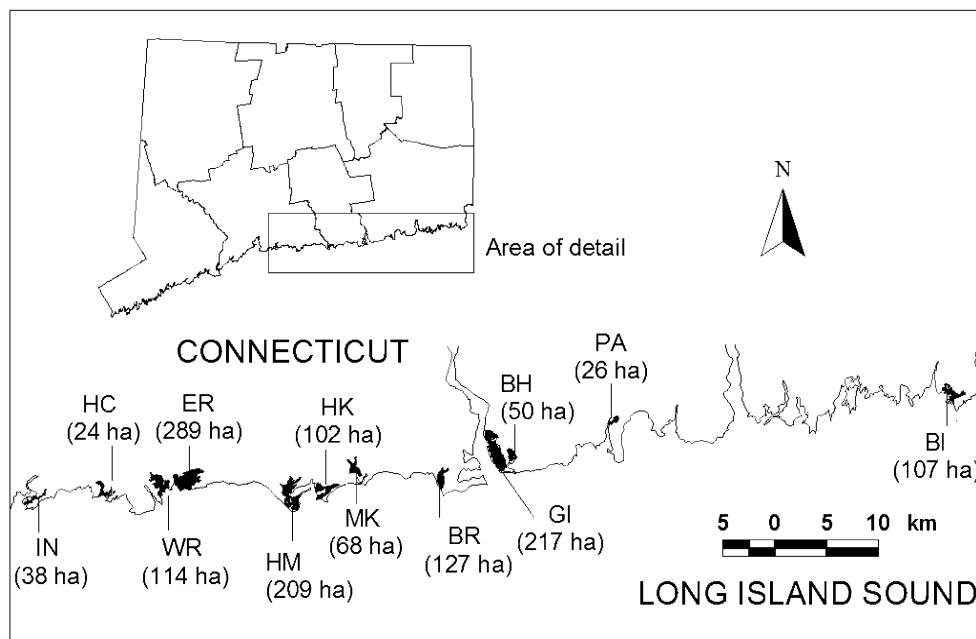 N
Area of detail
CONNECTICUT
PA
(26 ha)
BH
(50 ha)
HC
(24 ha)
ER
(289 ha)
HK
(102 ha)
BI
(107 ha)
IN
(38 ha)
WR
(114 ha)
HM
(209 ha)
MK
(68 ha)
BR
(127 ha)
GI
(217 ha)
5 0 5 10 km
LONG ISLAND SOUND